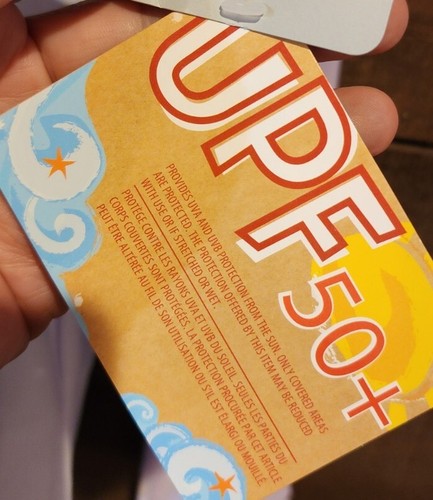 UPF
50+
PROVIDES UVA AND UVB PROTECTION FROM THE SUN. ONLY COVERED AREAS
ARE PROTECTED. THE PROTECTION OFFERED BY THIS ITEM MAY BE REDUCED
WITH USE OR IF STRETCHED OR WET.
PROTÈGE CONTRE LES RAYONS UVA ET UVB DU SOLEIL. SEULES LES PARTIES DU
CORPS COUVERTES SONT PROTÉGÉES. LA PROTECTION PROCURÉE PAR CET ARTICLE
PEUT ÊTRE ALTÉRÉE AU FIL DE SON UTILISATION OU S'IL EST ÉLARGI OU MOUILLÉ.